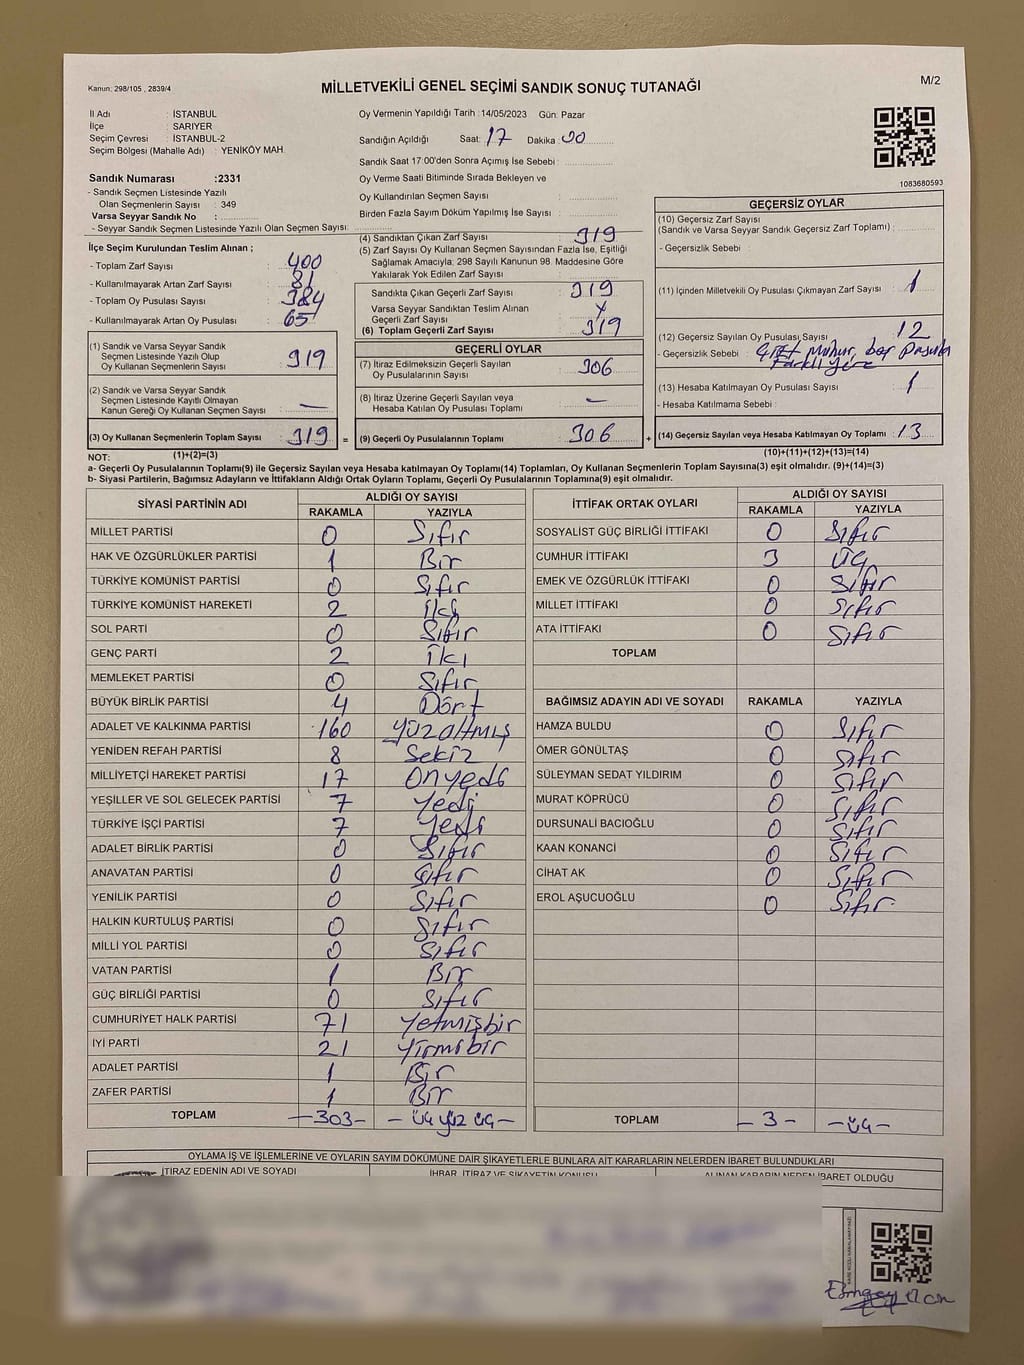 Kanun; 298/105 , 2839/4
MİLLETVEKİLİ GENEL SEÇİMİ SANDIK SONUÇ TUTANAĞI
M/2
İl Adı : İSTANBUL
İlçe : SARIYER
Seçim Çevresi : İSTANBUL-2
Seçim Bölgesi (Mahalle Adı) : YENİKÖY MAH.
Sandık Numarası :2331
- Sandık Seçmen Listesinde Yazılı
Olan Seçmenlerin Sayısı : 349
Varsa Seyyar Sandık No :
- Seyyar Sandık Seçmen Listesinde Yazılı Olan Seçmen Sayısı:
Oy Vermenin Yapıldığı Tarih :14/05/2023 Gün: Pazar
Sandığın Açıldığı Saat: 17 Dakika: 00
Sandık Saat 17:00'den Sonra Açımış İse Sebebi :
Oy Verme Saati Bitiminde Sırada Bekleyen ve
Oy Kullandırılan Seçmen Sayısı :
Birden Fazla Sayım Döküm Yapılmış İse Sayısı :
1083680593
İlçe Seçim Kurulundan Teslim Alınan ;
- Toplam Zarf Sayısı : 400
- Kullanılmayarak Artan Zarf Sayısı : 81
- Toplam Oy Pusulası Sayısı : 384
- Kullanılmayarak Artan Oy Pusulası : 65
(1) Sandık ve Varsa Seyyar Sandık
Seçmen Listesinde Yazılı Olup
Oy Kullanan Seçmenlerin Sayısı : 319
(2) Sandık ve Varsa Seyyar Sandık
Seçmen Listesinde Kayıtlı Olmayan
Kanun Gereği Oy Kullanan Seçmen Sayısı : —
(3) Oy Kullanan Seçmenlerin Toplam Sayısı : 319 =
(1)+(2)=(3)
(4) Sandıktan Çıkan Zarf Sayısı : 319
(5) Zarf Sayısı Oy Kullanan Seçmen Sayısından Fazla İse, Eşitliği
Sağlamak Amacıyla; 298 Sayılı Kanunun 98. Maddesine Göre
Yakılarak Yok Edilen Zarf Sayısı :
Sandıkta Çıkan Geçerli Zarf Sayısı : 319
Varsa Seyyar Sandıktan Teslim Alınan
Geçerli Zarf Sayısı :
(6) Toplam Geçerli Zarf Sayısı : 319
GEÇERLİ OYLAR
(7) İtiraz Edilmeksizin Geçerli Sayılan
Oy Pusulalarının Sayısı : 306
(8) İtiraz Üzerine Geçerli Sayılan veya
Hesaba Katılan Oy Pusulası Toplamı : —
(9) Geçerli Oy Pusulalarının Toplamı : 306 +
GEÇERSİZ OYLAR
(10) Geçersiz Zarf Sayısı
(Sandık ve Varsa Seyyar Sandık Geçersiz Zarf Toplamı) :
- Geçersizlik Sebebi :
(11) İçinden Milletvekili Oy Pusulası Çıkmayan Zarf Sayısı : 1
(12) Geçersiz Sayılan Oy Pusulası Sayısı : 12
- Geçersizlik Sebebi : Çift Mühür, boş Pusula
Farklı yere
(13) Hesaba Katılmayan Oy Pusulası Sayısı : 1
- Hesaba Katılmama Sebebi :
(14) Geçersiz Sayılan veya Hesaba Katılmayan Oy Toplamı : 13
(10)+(11)+(12)+(13)=(14)
NOT:
a- Geçerli Oy Pusulalarının Toplamı(9) ile Geçersiz Sayılan veya Hesaba katılmayan Oy Toplamı(14) Toplamları, Oy Kullanan Seçmenlerin Toplam Sayısına(3) eşit olmalıdır. (9)+(14)=(3)
b- Siyasi Partilerin, Bağımsız Adayların ve İttifakların Aldığı Ortak Oyların Toplamı, Geçerli Oy Pusulalarının Toplamına(9) eşit olmalıdır.
SİYASİ PARTİNİN ADI ALDIĞI OY SAYISI
RAKAMLA YAZIYLA
MİLLET PARTİSİ 0 Sıfır
HAK VE ÖZGÜRLÜKLER PARTİSİ 1 Bir
TÜRKİYE KOMÜNİST PARTİSİ 0 Sıfır
TÜRKİYE KOMÜNİST HAREKETİ 2 İki
SOL PARTİ 0 Sıfır
GENÇ PARTİ 2 İki
MEMLEKET PARTİSİ 0 Sıfır
BÜYÜK BİRLİK PARTİSİ 4 Dört
ADALET VE KALKINMA PARTİSİ 160 Yüzaltmış
YENİDEN REFAH PARTİSİ 8 Sekiz
MİLLİYETÇİ HAREKET PARTİSİ 17 Onyedi
YEŞİLLER VE SOL GELECEK PARTİSİ 7 Yedi
TÜRKİYE İŞÇİ PARTİSİ 7 Yedi
ADALET BİRLİK PARTİSİ 0 Sıfır
ANAVATAN PARTİSİ 0 Sıfır
YENİLİK PARTİSİ 0 Sıfır
HALKIN KURTULUŞ PARTİSİ 0 Sıfır
MİLLİ YOL PARTİSİ 0 Sıfır
VATAN PARTİSİ 1 Bir
GÜÇ BİRLİĞİ PARTİSİ 0 Sıfır
CUMHURİYET HALK PARTİSİ 71 Yetmişbir
İYİ PARTİ 21 Yirmibir
ADALET PARTİSİ 1 Bir
ZAFER PARTİSİ 1 Bir
TOPLAM —303— — üç yüz üç —
İTTİFAK ORTAK OYLARI ALDIĞI OY SAYISI
RAKAMLA YAZIYLA
SOSYALİST GÜÇ BİRLİĞİ İTTİFAKI 0 Sıfır
CUMHUR İTTİFAKI 3 Üç
EMEK VE ÖZGÜRLÜK İTTİFAKI 0 Sıfır
MİLLET İTTİFAKI 0 Sıfır
ATA İTTİFAKI 0 Sıfır
TOPLAM
BAĞIMSIZ ADAYIN ADI VE SOYADI RAKAMLA YAZIYLA
HAMZA BULDU 0 Sıfır
ÖMER GÖNÜLTAŞ 0 Sıfır
SÜLEYMAN SEDAT YILDIRIM 0 Sıfır
MURAT KÖPRÜCÜ 0 Sıfır
DURSUNALİ BACIOĞLU 0 Sıfır
KAAN KONANCİ 0 Sıfır
CİHAT AK 0 Sıfır
EROL AŞUCUOĞLU 0 Sıfır
TOPLAM — 3 — — üç —
OYLAMA İŞ VE İŞLEMLERİNE VE OYLARIN SAYIM DÖKÜMÜNE DAİR ŞİKAYETLERLE BUNLARA AİT KARARLARIN NELERDEN İBARET BULUNDUKLARI
İTİRAZ EDENİN ADI VE SOYADI İHBAR, İTİRAZ VE ŞİKAYETİN KONUSU ALINAN KARARIN NEDEN İBARET OLDUĞU